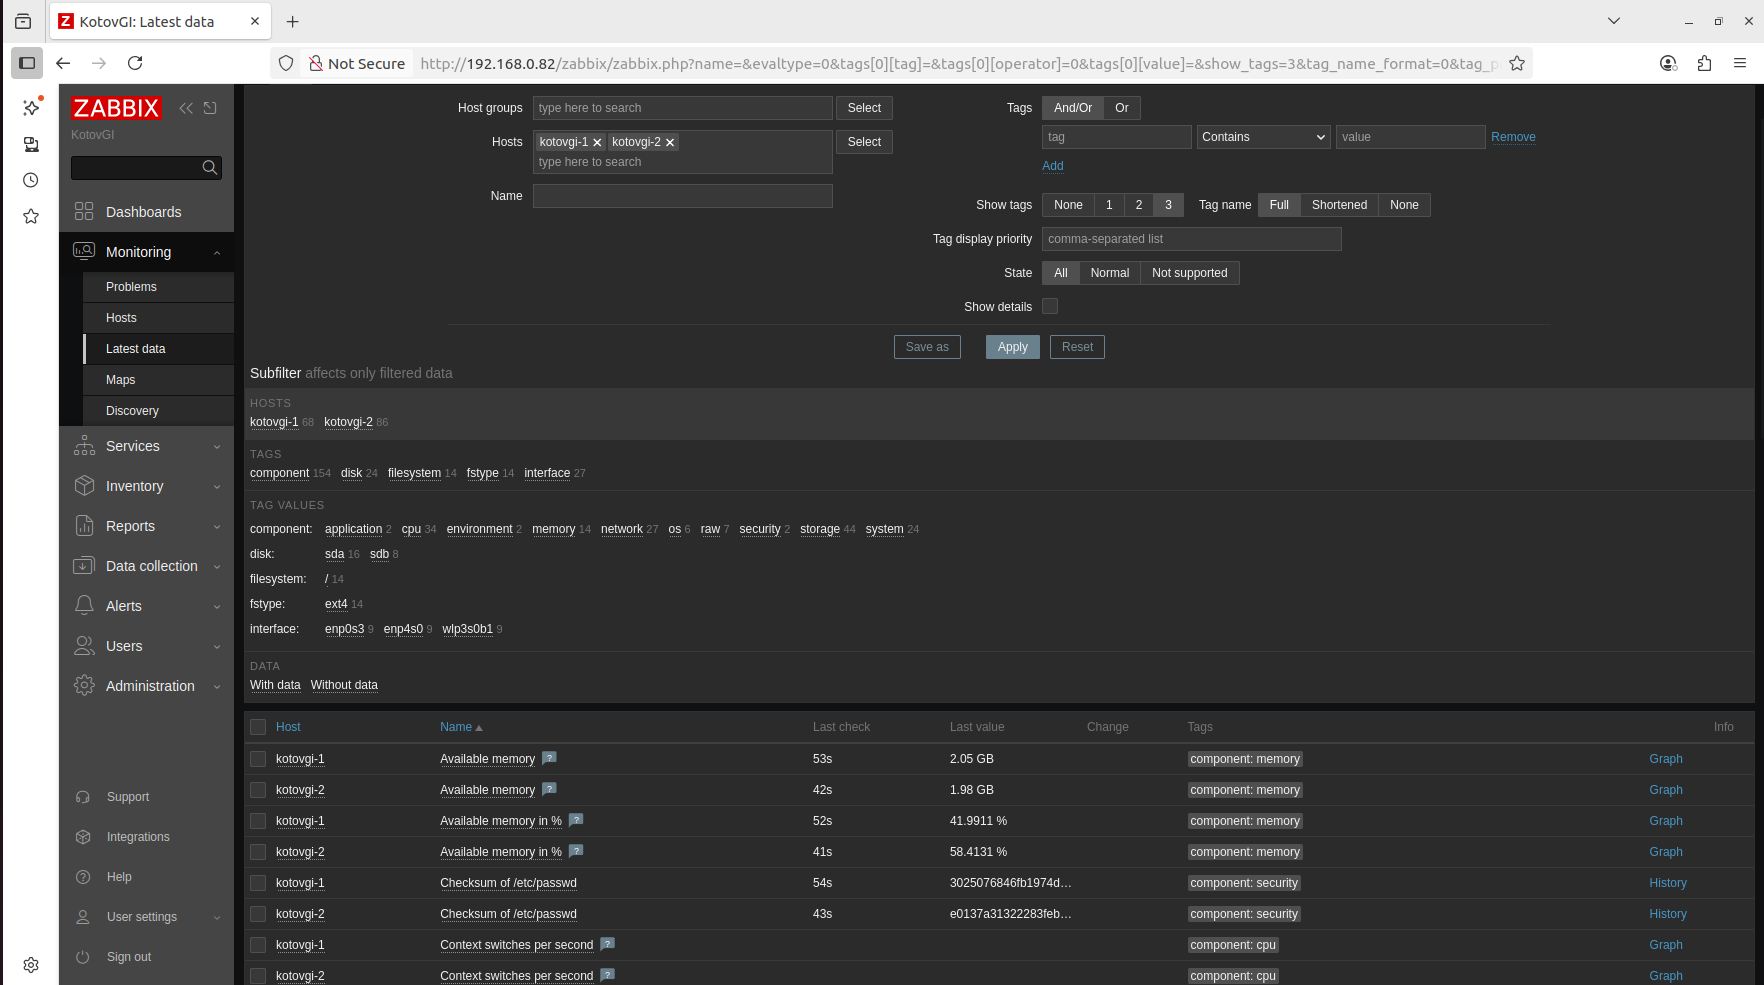 KotovGI: Latest data
Not Secure http://192.168.0.82/zabbix/zabbix.php?name=&evaltype=0&tags[0][tag]=&tags[0][operator]=0&tags[0][value]=&show_tags=3&tag_name_format=0&tag_p
ZABBIX
KotovGI
Dashboards
Monitoring
Problems
Hosts
Latest data
Maps
Discovery
Services
Inventory
Reports
Data collection
Alerts
Users
Administration
Support
Integrations
Help
User settings
Sign out
Host groups type here to search Select
Hosts kotovgi-1 kotovgi-2 Select
type here to search
Name
Tags And/Or Or
tag Contains value Remove
Add
Show tags None 1 2 3 Tag name Full Shortened None
Tag display priority comma-separated list
State All Normal Not supported
Show details
Save as Apply Reset
Subfilter affects only filtered data
HOSTS
kotovgi-1 68 kotovgi-2 86
TAGS
component 154 disk 24 filesystem 14 fstype 14 interface 27
TAG VALUES
component: application 2 cpu 34 environment 2 memory 14 network 27 os 6 raw 7 security 2 storage 44 system 24
disk: sda 16 sdb 8
filesystem: / 14
fstype: ext4 14
interface: enp0s3 9 enp4s0 9 wlp3s0b1 9
DATA
With data Without data
Host Name Last check Last value Change Tags Info
kotovgi-1 Available memory ? 53s 2.05 GB component: memory Graph
kotovgi-2 Available memory ? 42s 1.98 GB component: memory Graph
kotovgi-1 Available memory in % ? 52s 41.9911 % component: memory Graph
kotovgi-2 Available memory in % ? 41s 58.4131 % component: memory Graph
kotovgi-1 Checksum of /etc/passwd 54s 3025076846fb1974d... component: security History
kotovgi-2 Checksum of /etc/passwd 43s e0137a31322283feb... component: security History
kotovgi-1 Context switches per second ? component: cpu Graph
kotovgi-2 Context switches per second ? component: cpu Graph